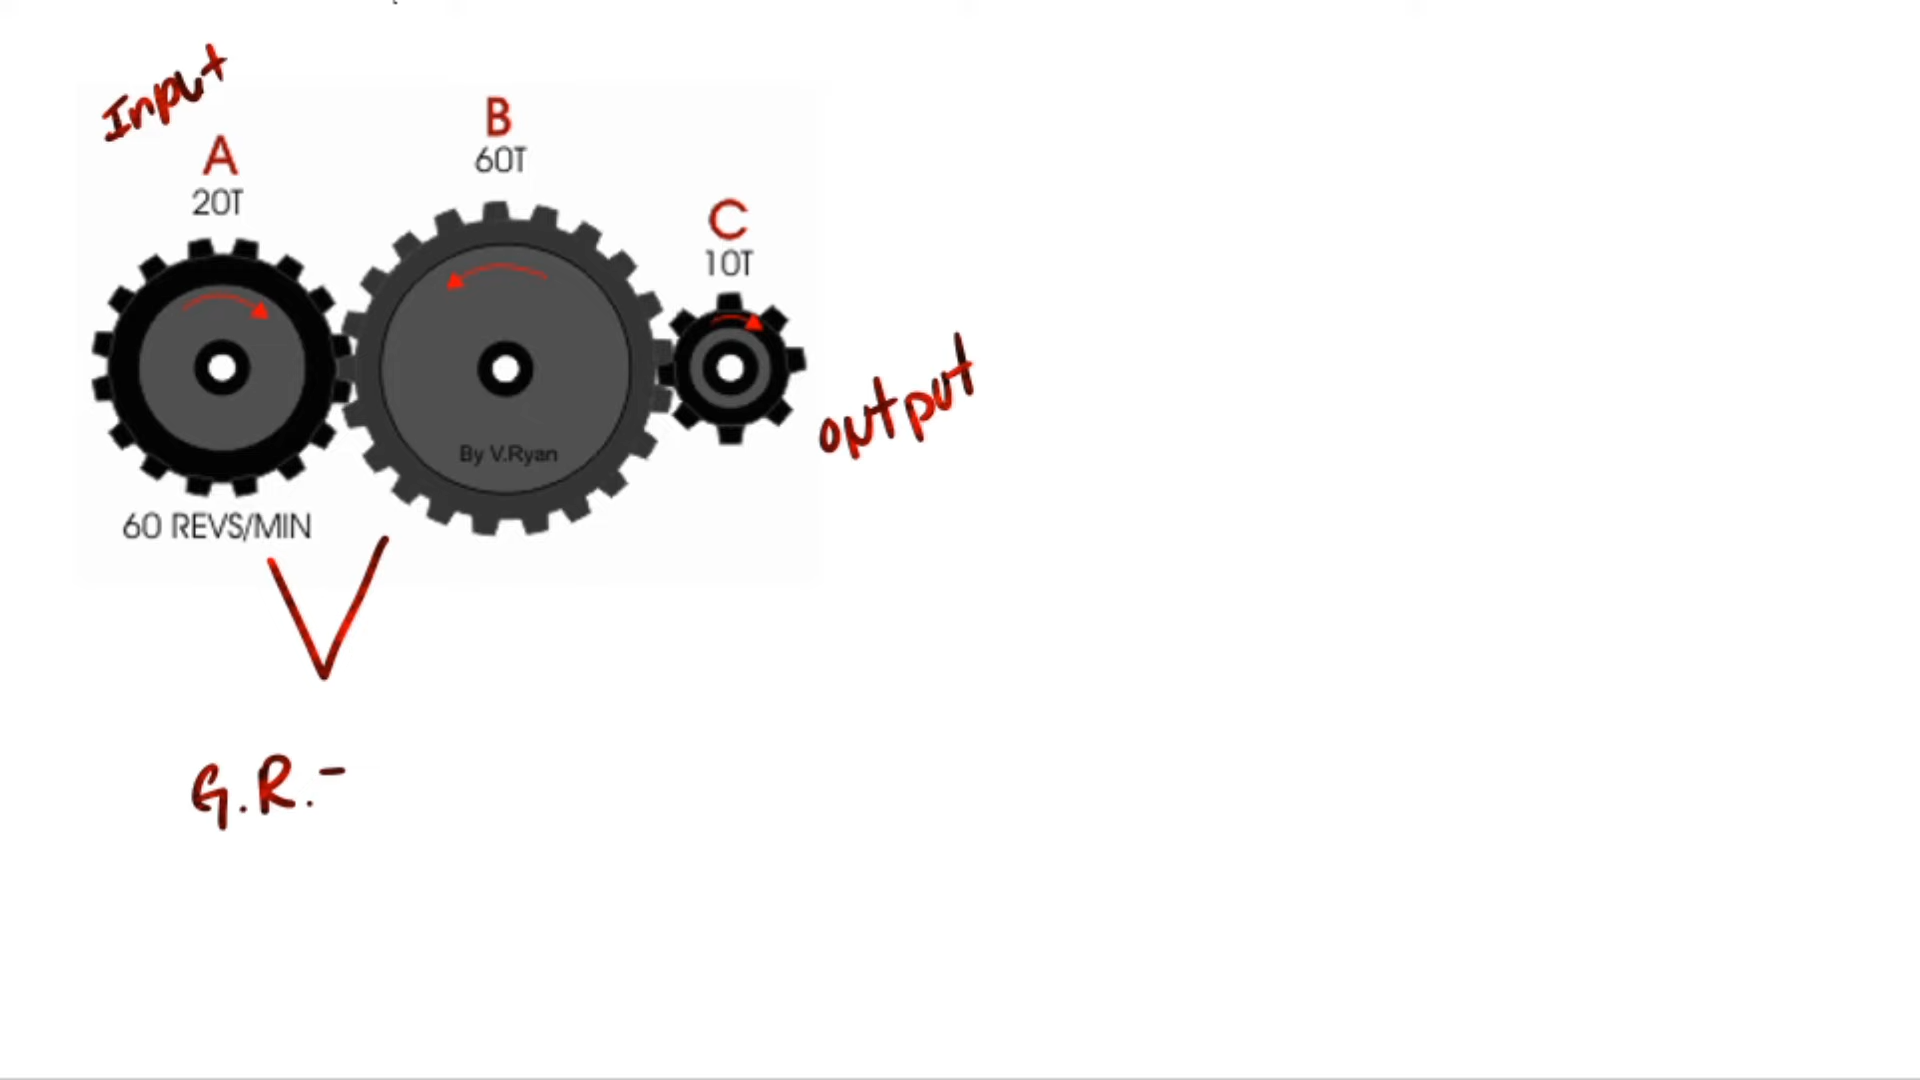 Input
A
20T
B
60T
C
10T
output
By V.Ryan
60 REVS/MIN
G.R. -